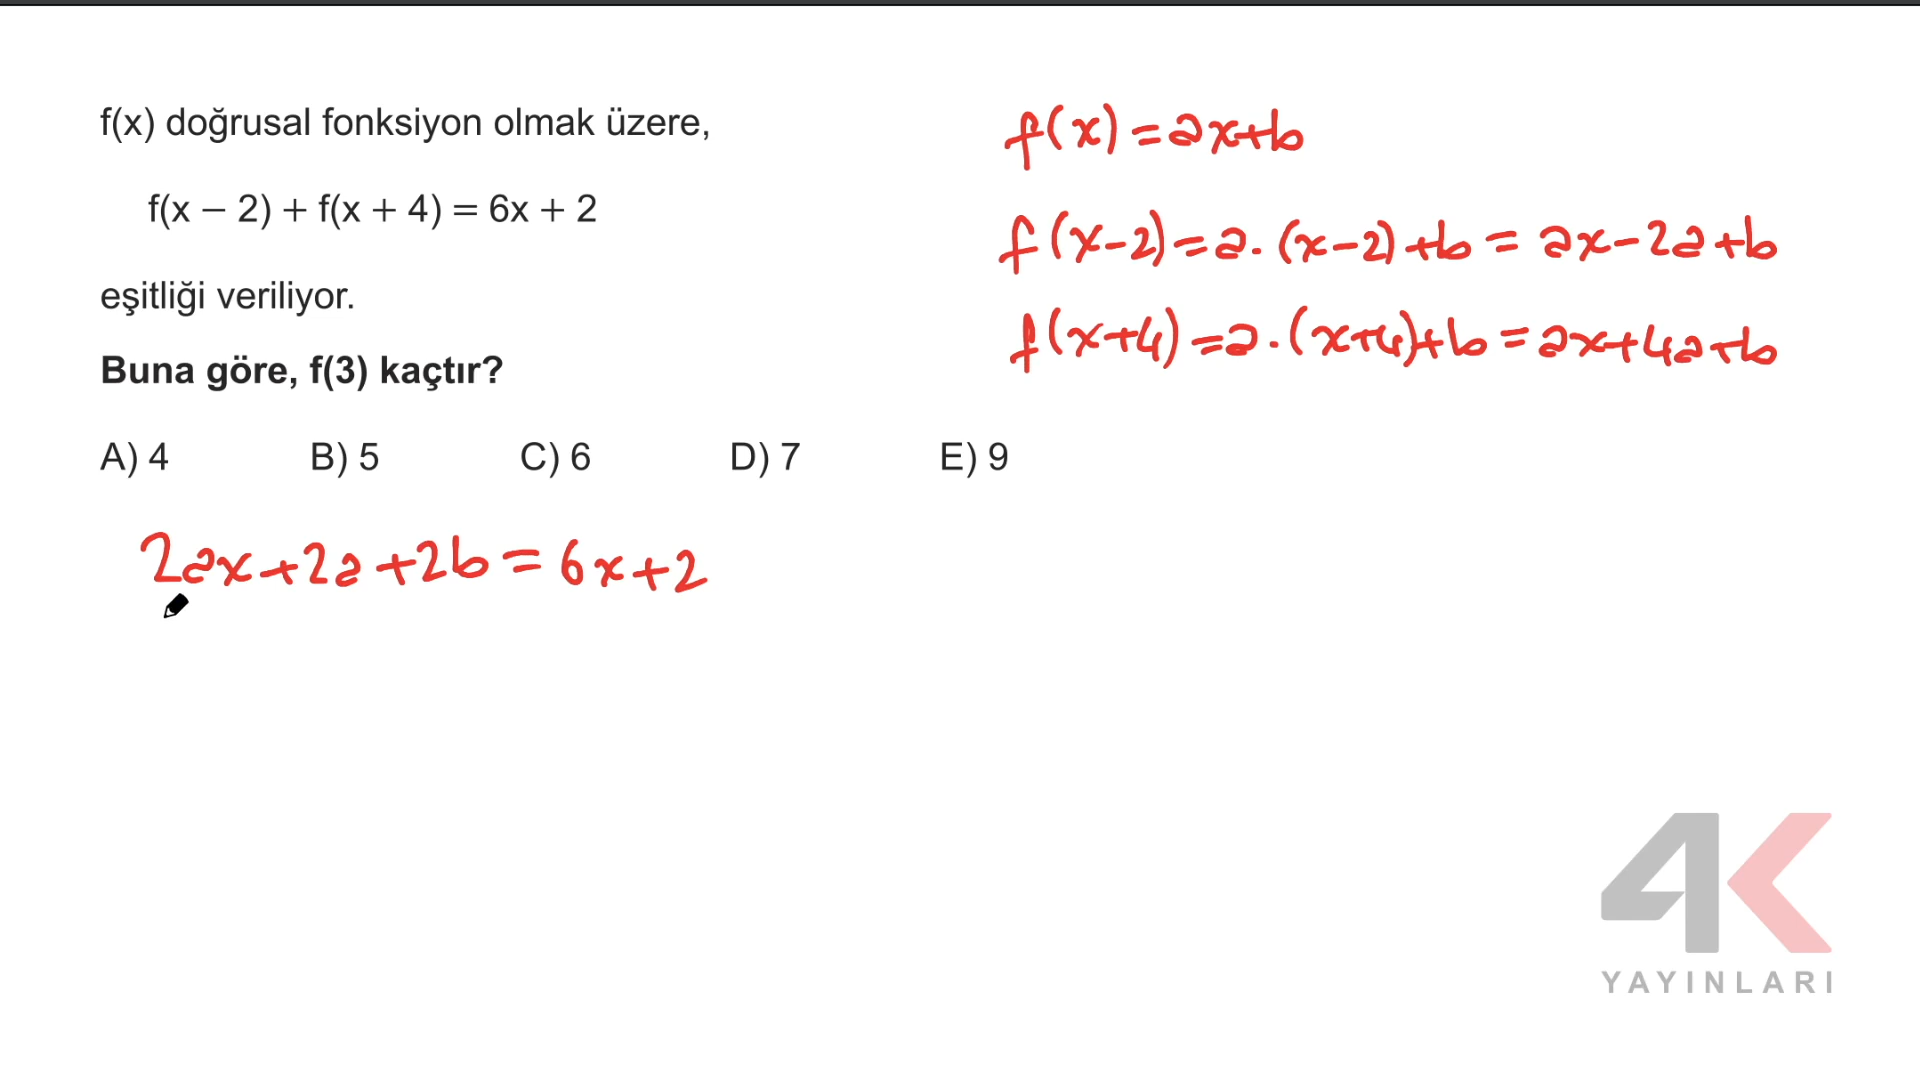 f(x) doğrusal fonksiyon olmak üzere,
f(x − 2) + f(x + 4) = 6x + 2
eşitliği veriliyor.
Buna göre, f(3) kaçtır?
A) 4 B) 5 C) 6 D) 7 E) 9
f(x) = ax+b
f(x-2) = a.(x-2)+b = ax-2a+b
f(x+4) = a.(x+4)+b = ax+4a+b
2ax+2a+2b = 6x+2
4K
YAYINLARI